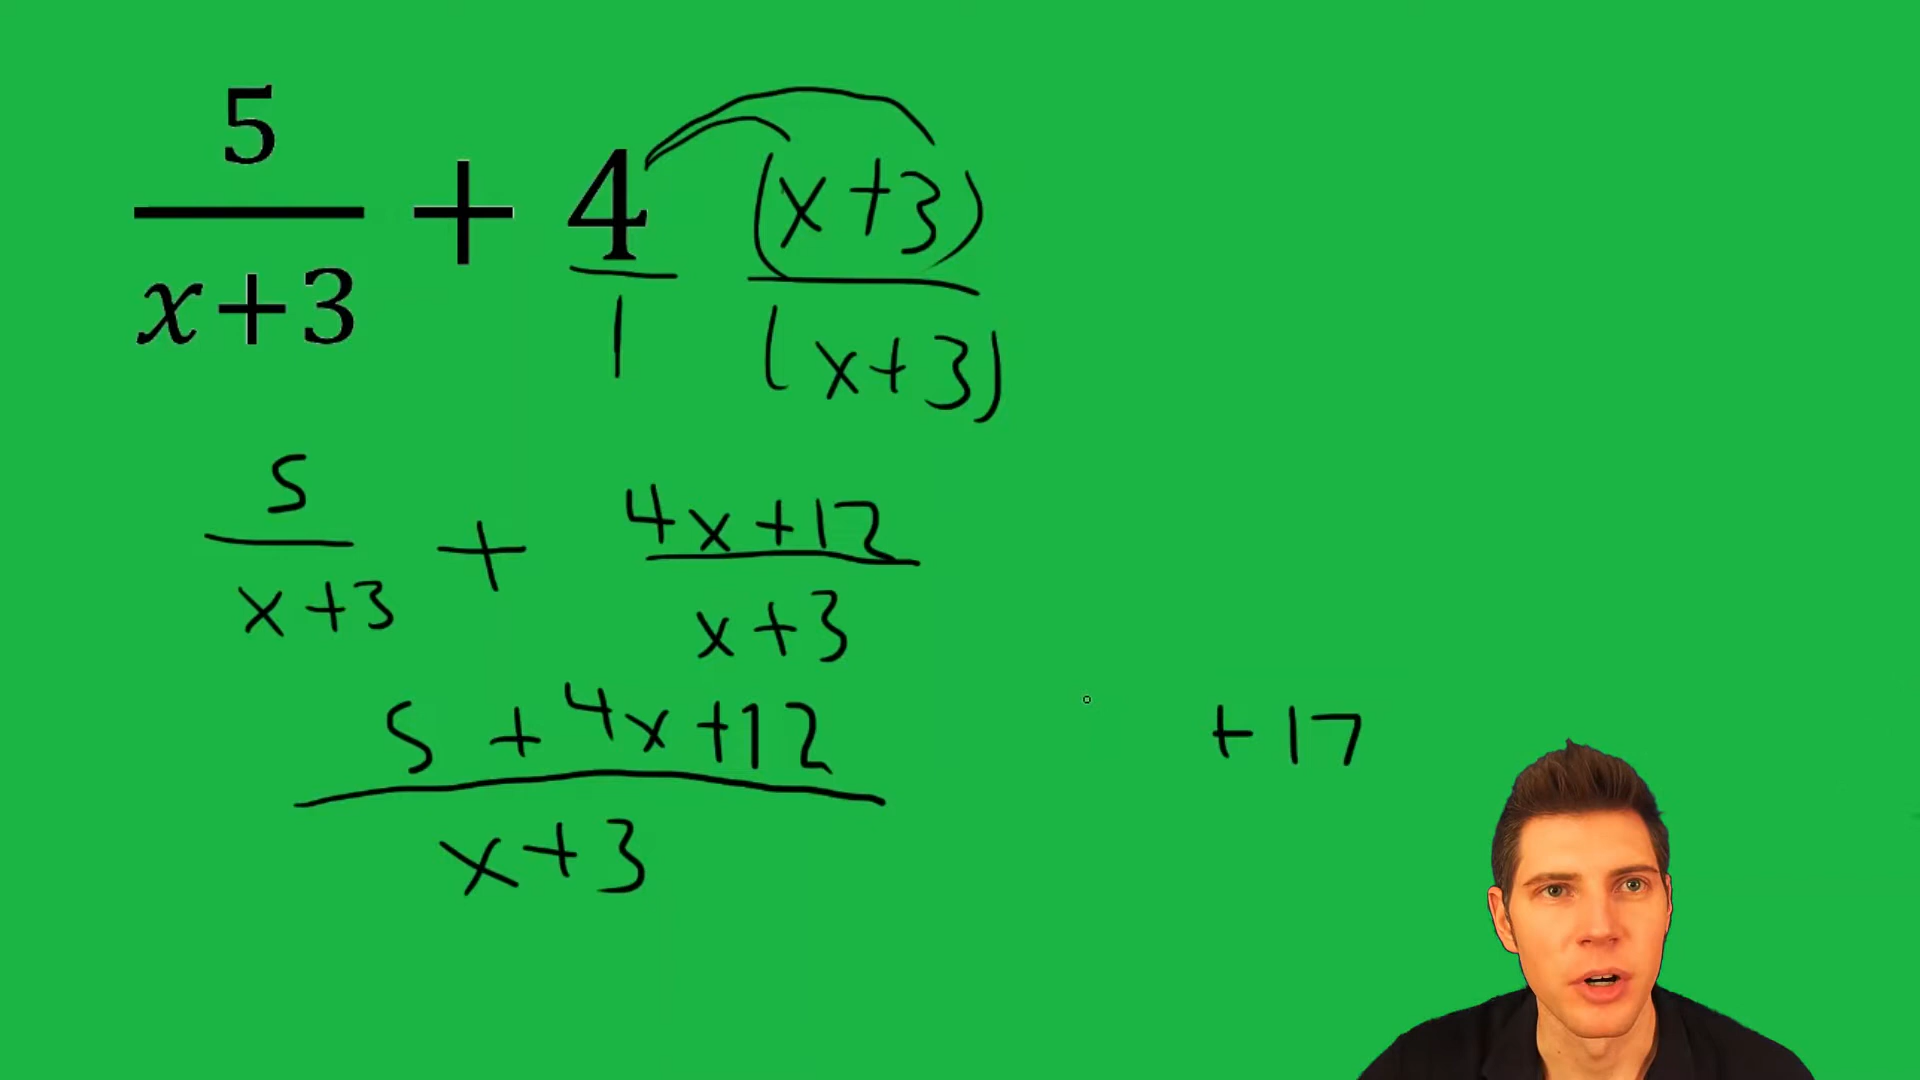 5
x+3
+ 4
1
(x+3)
(x+3)
5
x+3
+
4x+12
x+3
5 + 4x+12
x+3
+17